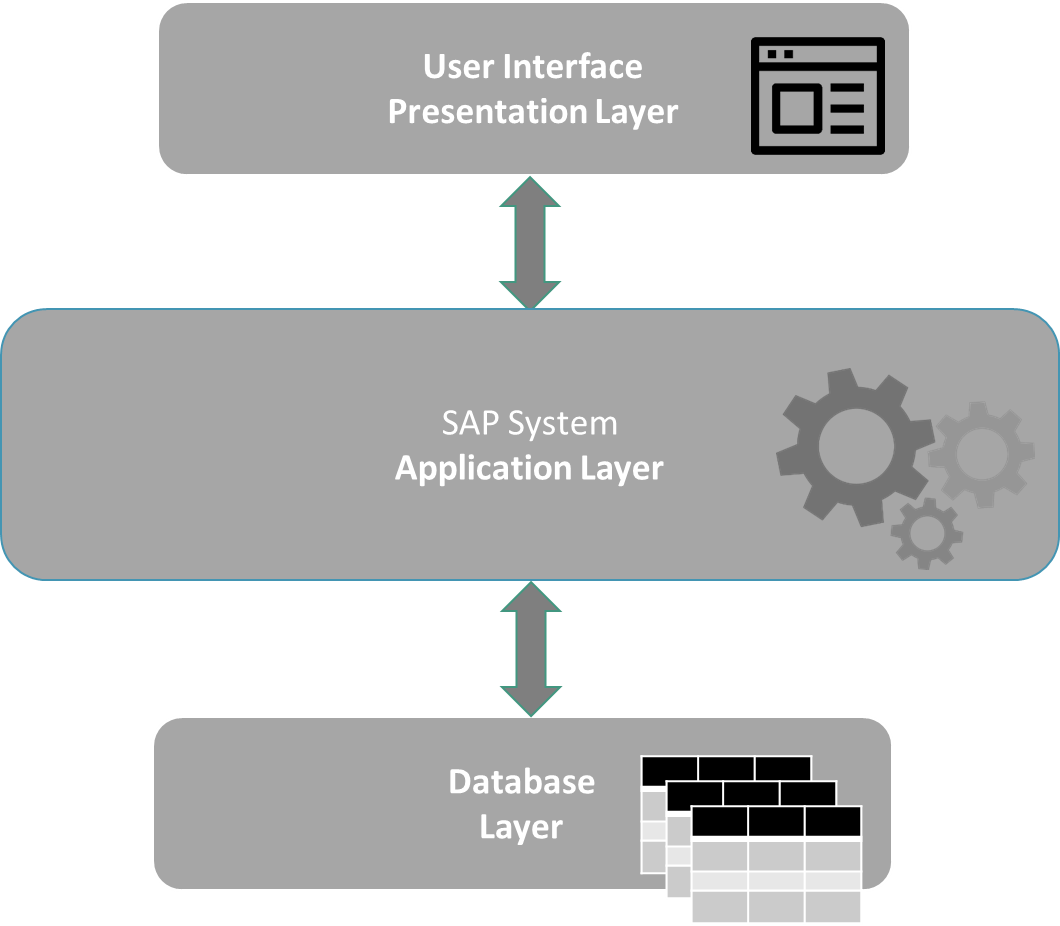 User Interface
Presentation Layer
SAP System
Application Layer
Database
Layer